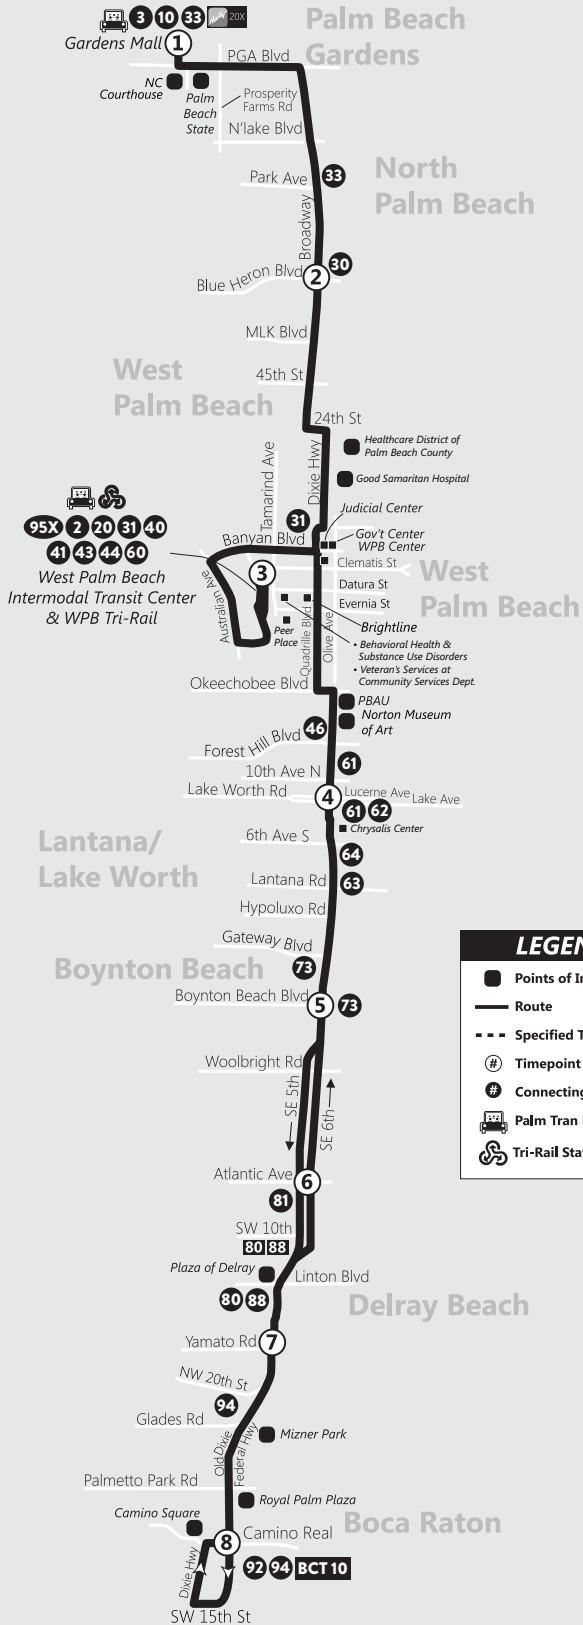 3 10 33 20X
Palm Beach
Gardens
Gardens Mall 1
PGA Blvd
NC
Courthouse
Palm
Beach
State
Prosperity
Farms Rd
N'lake Blvd
North
Palm Beach
Park Ave
33
Broadway
30
Blue Heron Blvd 2
MLK Blvd
West
Palm Beach
45th St
24th St
Healthcare District of
Palm Beach County
Tamarind Ave
Dixie Hwy
Good Samaritan Hospital
Judicial Center
95X 2 20 31 40
41 43 44 60
West Palm Beach
Intermodal Transit Center
& WPB Tri-Rail
31
Banyan Blvd
Gov't Center
WPB Center
Clematis St
3
West
Palm Beach
Datura St
Evernia St
Australian Ave
Brightline
Peer
Place
Quadrille Blvd
Olive Ave
• Behavioral Health &
Substance Use Disorders
• Veteran's Services at
Community Services Dept.
Okeechobee Blvd
PBAU
Norton Museum
of Art
46
Forest Hill Blvd
61
10th Ave N
Lake Worth Rd 4 Lucerne Ave Lake Ave
61 62
Chrysalis Center
Lantana/
Lake Worth
6th Ave S
64
Lantana Rd 63
Hypoluxo Rd
Gateway Blvd
73
Boynton Beach
Boynton Beach Blvd 5 73
LEGEN
Points of In
Route
Specified T
# Timepoint
# Connecting
Palm Tran
Tri-Rail Sta
Woolbright Rd
SE 5th
SE 6th
Atlantic Ave 6
81
SW 10th
80 88
Plaza of Delray
Linton Blvd
80 88
Delray Beach
Yamato Rd 7
NW 20th St
94
Glades Rd
Old Dixie
Federal Hwy
Mizner Park
Palmetto Park Rd
Royal Palm Plaza
Camino Square
Boca Raton
8 Camino Real
Dixie Hwy
92 94 BCT 10
SW 15th St